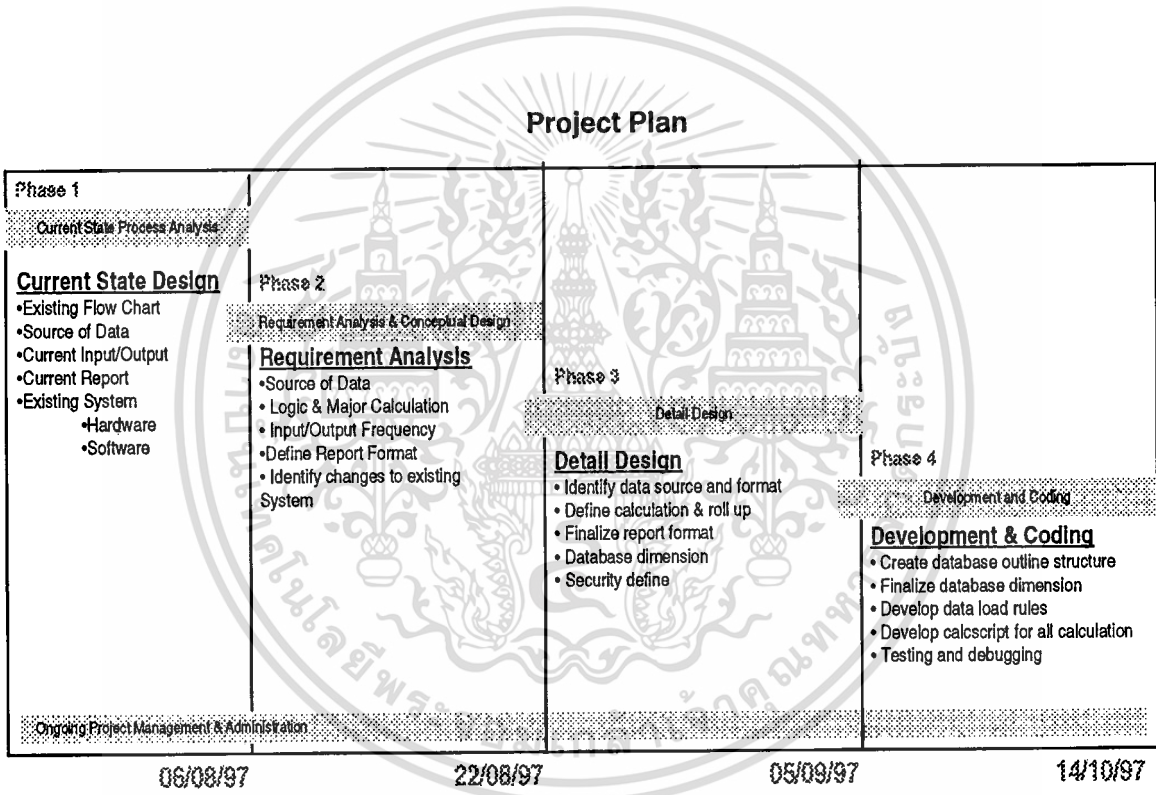 Project Plan
Phase 1
Current State Process Analysis
Current State Design
•Existing Flow Chart
•Source of Data
•Current Input/Output
•Current Report
•Existing System
•Hardware
•Software
Phase 2
Requirement Analysis & Conceptual Design
Requirement Analysis
•Source of Data
• Logic & Major Calculation
• Input/Output Frequency
•Define Report Format
• Identify changes to existing
System
Phase 3
Detail Design
Detail Design
• Identify data source and format
• Define calculation & roll up
• Finalize report format
• Database dimension
• Security define
Phase 4
Development and Coding
Development & Coding
• Create database outline structure
• Finalize database dimension
• Develop data load rules
• Develop calcscript for all calculation
• Testing and debugging
Ongoing Project Management & Administration
06/08/97
22/08/97
05/09/97
14/10/97